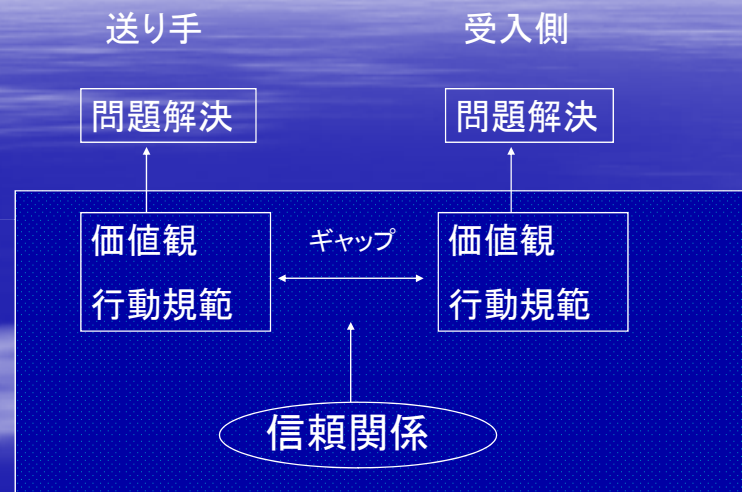 送り手
受入側
問題解決
問題解決
価値観
行動規範
ギャップ
価値観
行動規範
信頼関係